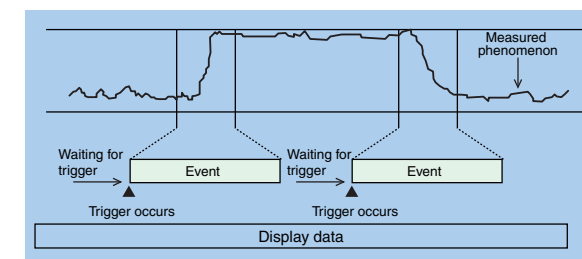 Measured
phenomenon
Waiting for
trigger
Event
Waiting for
trigger
Event
Trigger occurs
Trigger occurs
Display data